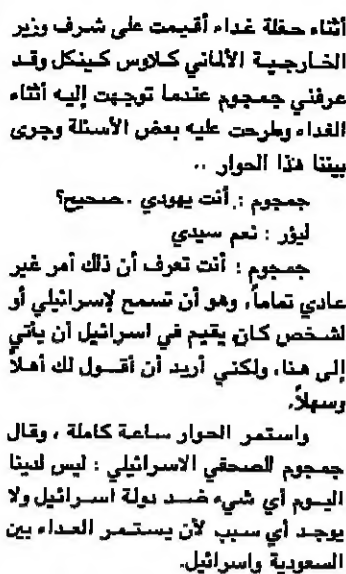 أثناء حفلة غداء أقيمت على شرف وزير
الخارجية الألماني كلاوس كينكل وقد
عرفني جمجوم عندما توجهت إليه أثناء
الغداء وطرحت عليه بعض الأسئلة وجرى
بيننا هذا الحوار ..
جمجوم : أنت يهودي . صحيح؟
ليؤر : نعم سيدي
جمجوم : أنت تعرف أن ذلك أمر غير
عادي تماماً، وهو أن تسمح لإسرائيلي أو
لشخص كان يقيم في اسرائيل أن يأتي
إلى هنا، ولكني أريد أن أقول لك أهلاً
وسهلاً.
واستمر الحوار ساعة كاملة ، وقال
جمجوم للصحفي الاسرائيلي : ليس لدينا
اليوم أي شيء ضد دولة اسرائيل ولا
يوجد أي سبب لأن يستمر العداء بين
السعودية واسرائيل.